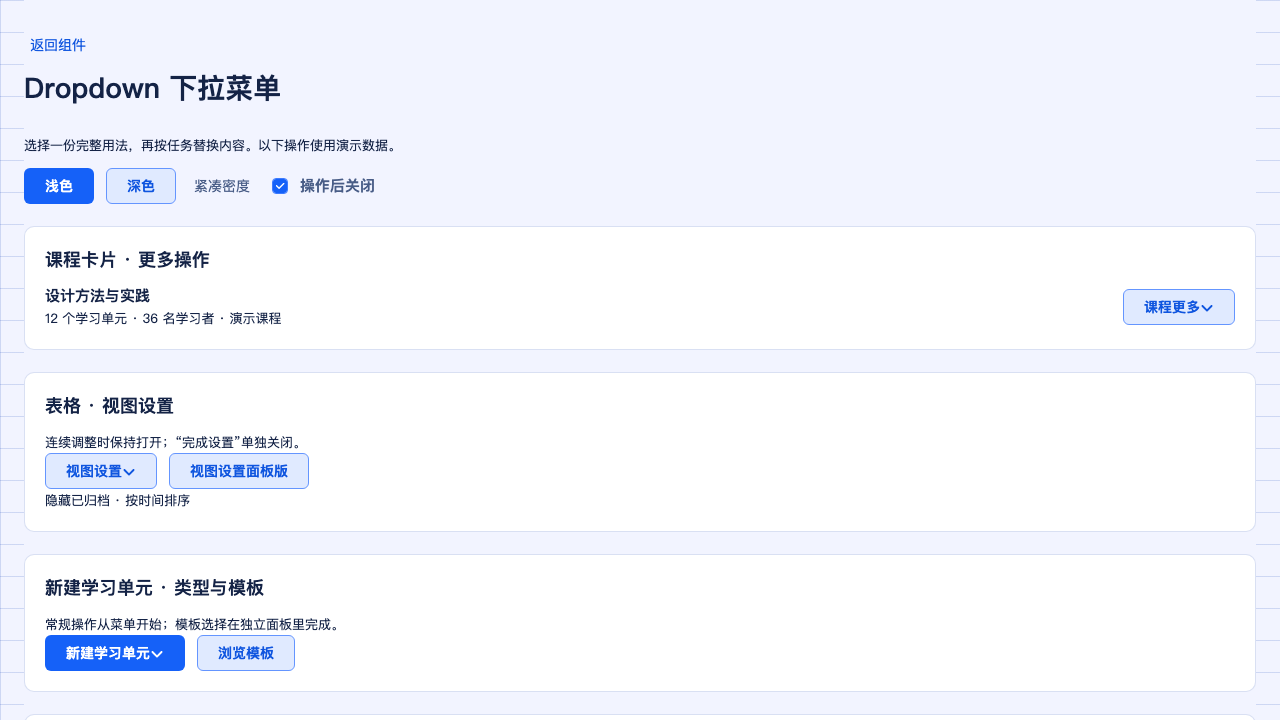 返回组件
Dropdown 下拉菜单
选择一份完整用法，再按任务替换内容。以下操作使用演示数据。
浅色 深色 紧凑密度 操作后关闭
课程卡片 · 更多操作
设计方法与实践
12 个学习单元 · 36 名学习者 · 演示课程
课程更多
表格 · 视图设置
连续调整时保持打开；“完成设置”单独关闭。
视图设置 视图设置面板版
隐藏已归档 · 按时间排序
新建学习单元 · 类型与模板
常规操作从菜单开始；模板选择在独立面板里完成。
新建学习单元 浏览模板